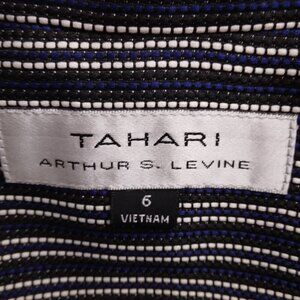 TAHARI
ARTHUR S. LEVINE
6
VIETNAM